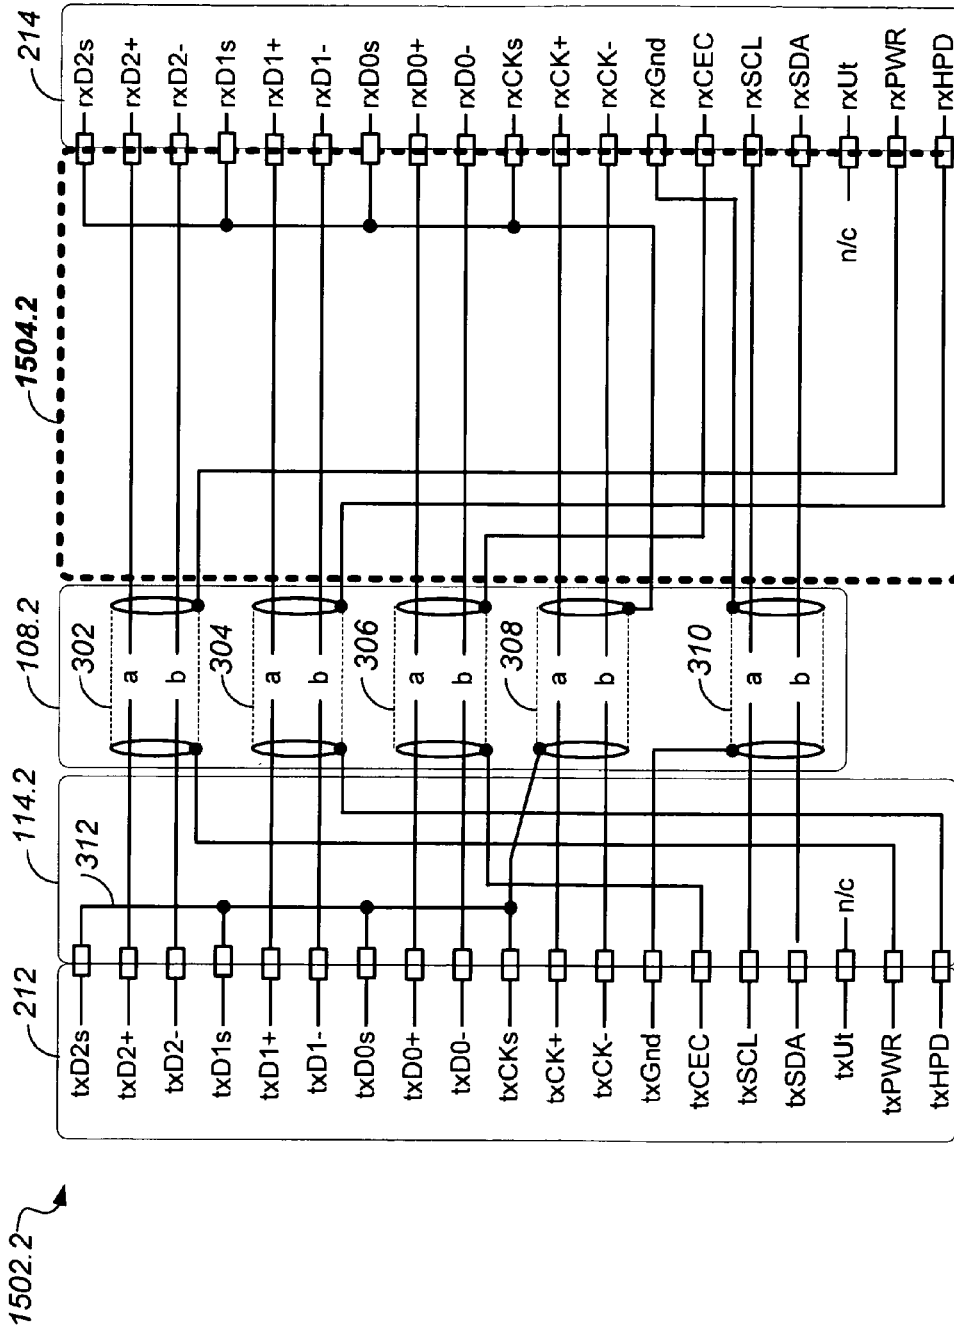 1502.2
212
114.2
108.2
1504.2
214
312
302
304
306
308
310
txD2s
txD2+
txD2-
txD1s
txD1+
txD1-
txD0s
txD0+
txD0-
txCKs
txCK+
txCK-
txGnd
txCEC
txSCL
txSDA
txUt
txPWR
txHPD
n/c
a
b
a
b
a
b
a
b
a
b
n/c
rxD2s
rxD2+
rxD2-
rxD1s
rxD1+
rxD1-
rxD0s
rxD0+
rxD0-
rxCKs
rxCK+
rxCK-
rxGnd
rxCEC
rxSCL
rxSDA
rxUt
rxPWR
rxHPD